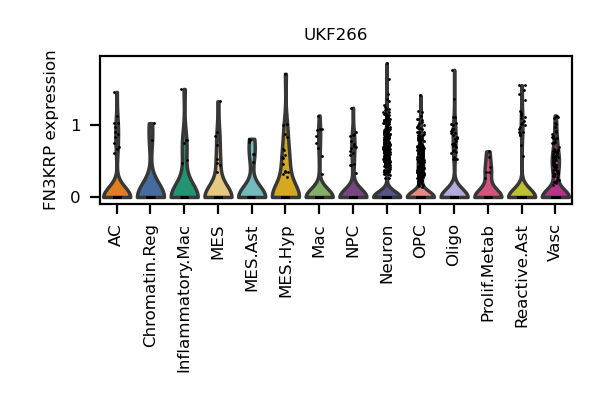 UKF266
FN3KRP expression
1
0
AC
Chromatin.Reg
Inflammatory.Mac
MES
MES.Ast
MES.Hyp
Mac
NPC
Neuron
OPC
Oligo
Prolif.Metab
Reactive.Ast
Vasc